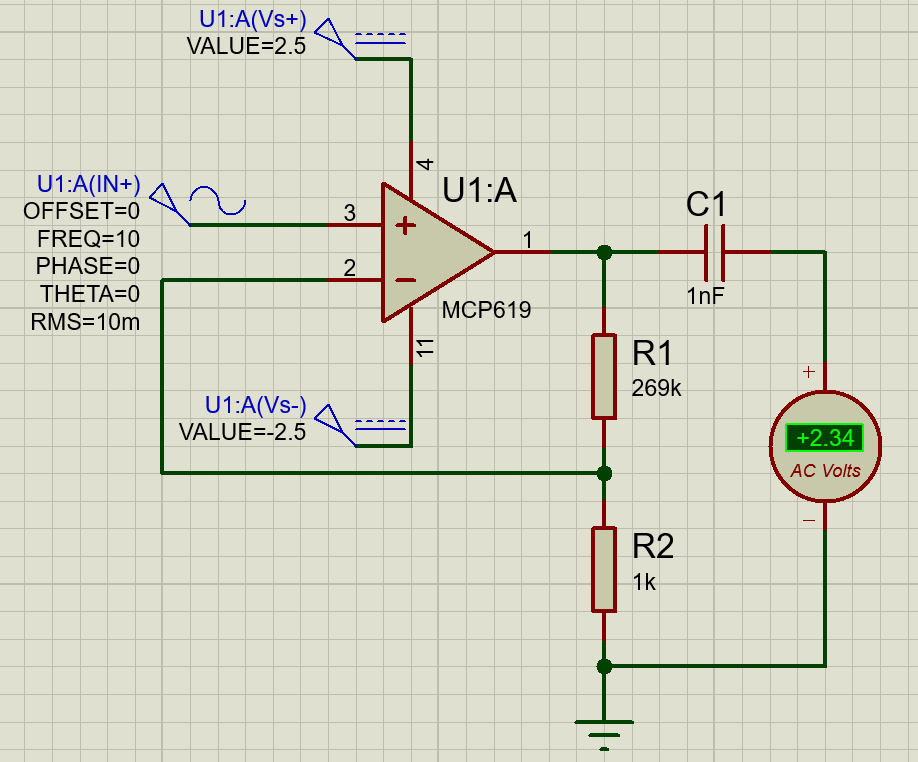 U1:A(Vs+)
VALUE=2.5
4
U1:A(IN+)
OFFSET=0
FREQ=10
PHASE=0
THETA=0
RMS=10m
3
2
+
−
U1:A
1
MCP619
11
C1
1nF
R1
269k
U1:A(Vs-)
VALUE=-2.5
+
+2.34
AC Volts
−
R2
1k